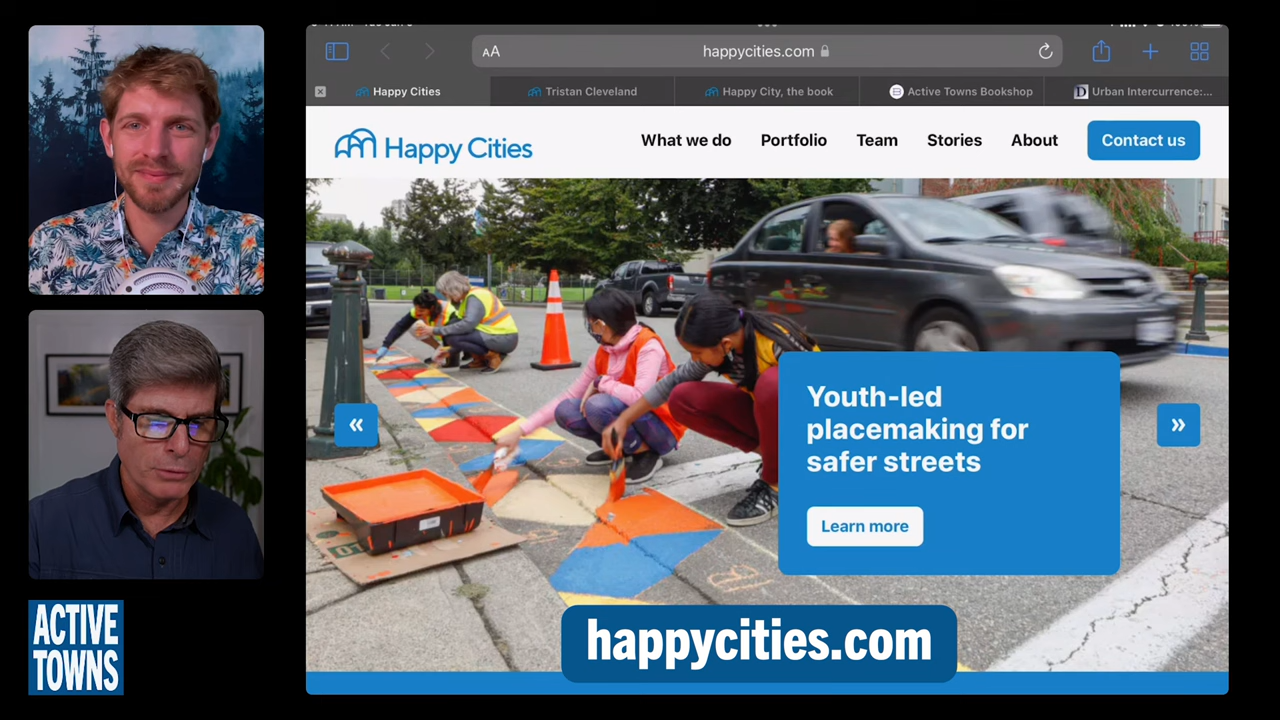 happycities.com
AA
Happy Cities
Tristan Cleveland
Happy City, the book
Active Towns Bookshop
Urban Intercurrence:...
Happy Cities
What we do
Portfolio
Team
Stories
About
Contact us
Youth-led
placemaking for
safer streets
Learn more
happycities.com
ACTIVE
TOWNS